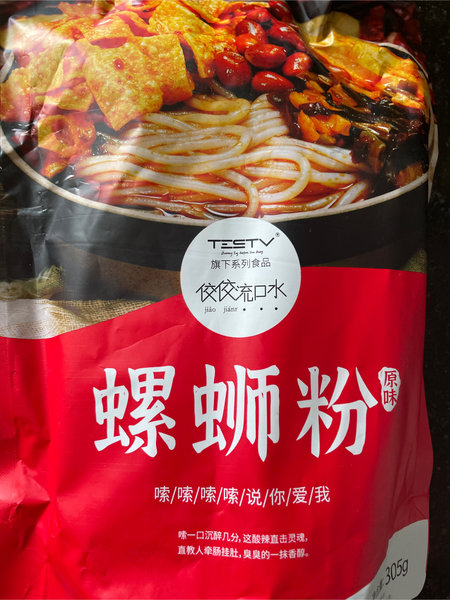 TESTV®
旗下系列食品
佼佼流口水
jiǎo jiānr
螺蛳粉
原味
嗦/嗦/嗦/嗦/说/你/爱/我
嗦一口沉醉几分,这酸辣直击灵魂,
直教人牵肠挂肚,臭臭的一抹香醇。
305g